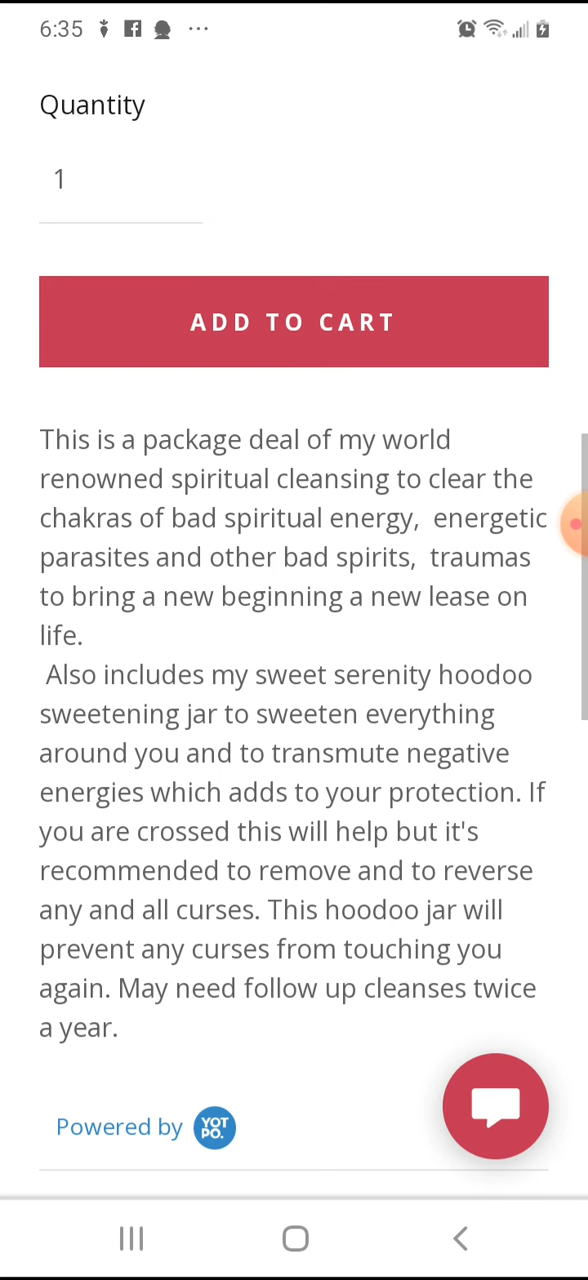 6:35
Quantity
1
ADD TO CART
This is a package deal of my world
renowned spiritual cleansing to clear the
chakras of bad spiritual energy,  energetic
parasites and other bad spirits,  traumas
to bring a new beginning a new lease on
life.
Also includes my sweet serenity hoodoo
sweetening jar to sweeten everything
around you and to transmute negative
energies which adds to your protection. If
you are crossed this will help but it's
recommended to remove and to reverse
any and all curses. This hoodoo jar will
prevent any curses from touching you
again. May need follow up cleanses twice
a year.
Powered by
YOT
PO.